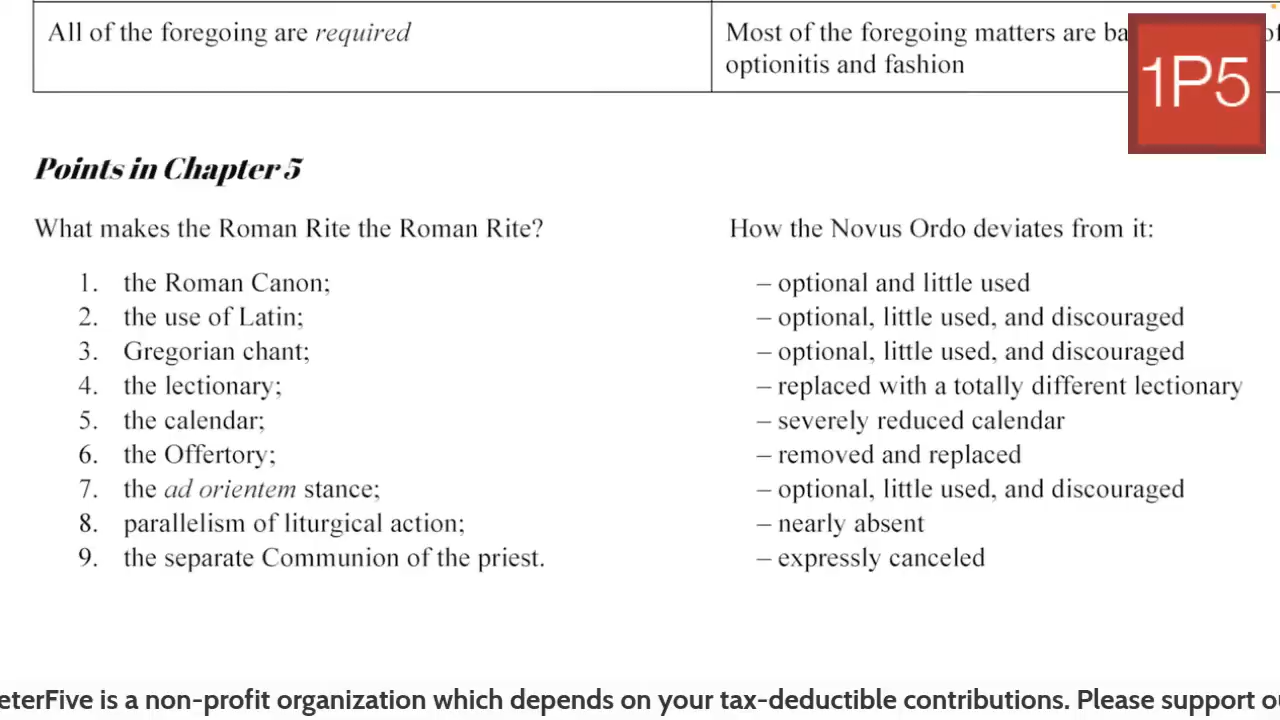 All of the foregoing are required
Most of the foregoing matters are
optionitis and fashion
1P5
Points in Chapter 5
What makes the Roman Rite the Roman Rite?
How the Novus Ordo deviates from it:
1. the Roman Canon;
– optional and little used
2. the use of Latin;
– optional, little used, and discouraged
3. Gregorian chant;
– optional, little used, and discouraged
4. the lectionary;
– replaced with a totally different lectionary
5. the calendar;
– severely reduced calendar
6. the Offertory;
– removed and replaced
7. the ad orientem stance;
– optional, little used, and discouraged
8. parallelism of liturgical action;
– nearly absent
9. the separate Communion of the priest.
– expressly canceled
eterFive is a non-profit organization which depends on your tax-deductible contributions. Please support